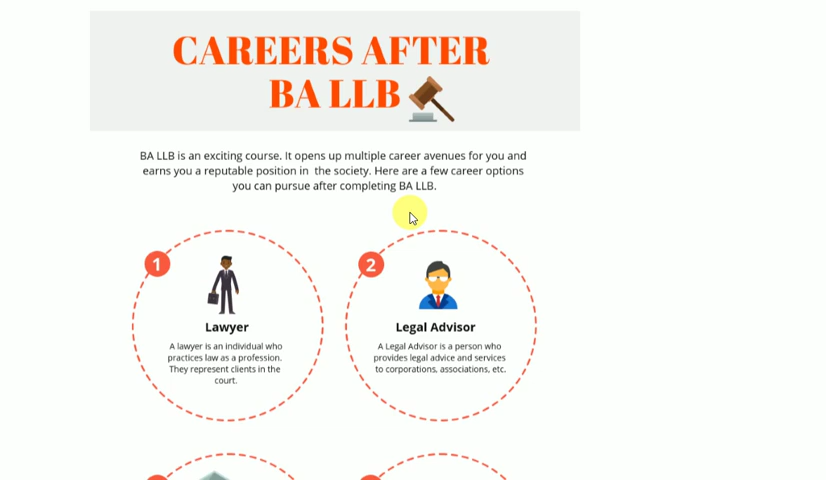 CAREERS AFTER
BA LLB
BA LLB is an exciting course. It opens up multiple career avenues for you and
earns you a reputable position in the society. Here are a few career options
you can pursue after completing BA LLB.
1
Lawyer
A lawyer is an individual who
practices law as a profession.
They represent clients in the
court.
2
Legal Advisor
A Legal Advisor is a person who
provides legal advice and services
to corporations, associations, etc.